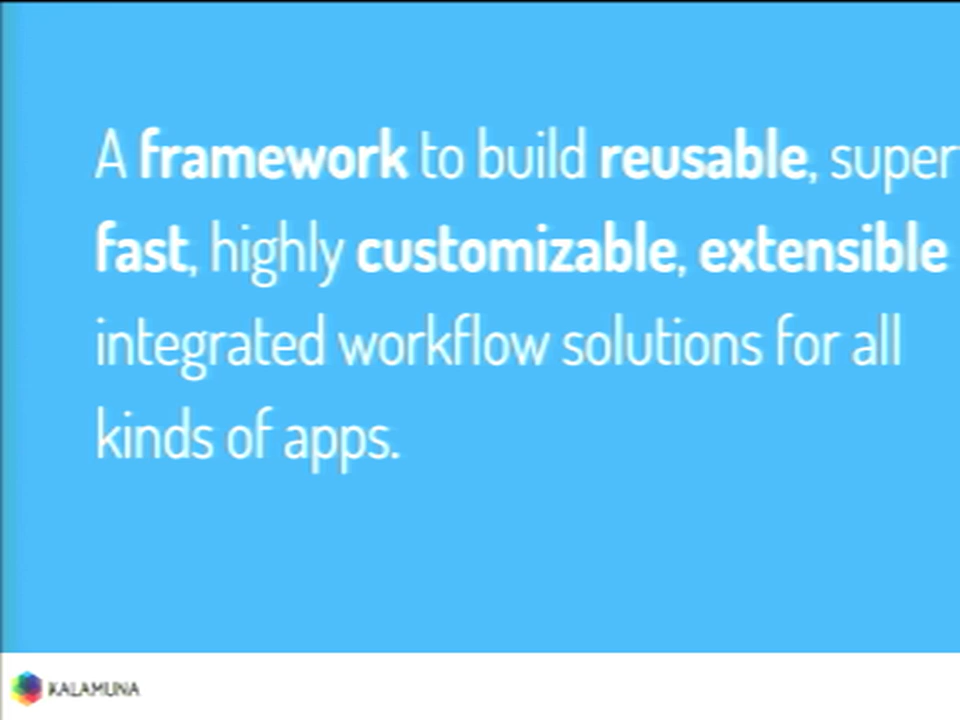 A framework to build reusable, super
fast, highly customizable, extensible
integrated workflow solutions for all
kinds of apps.
KALAMUNA